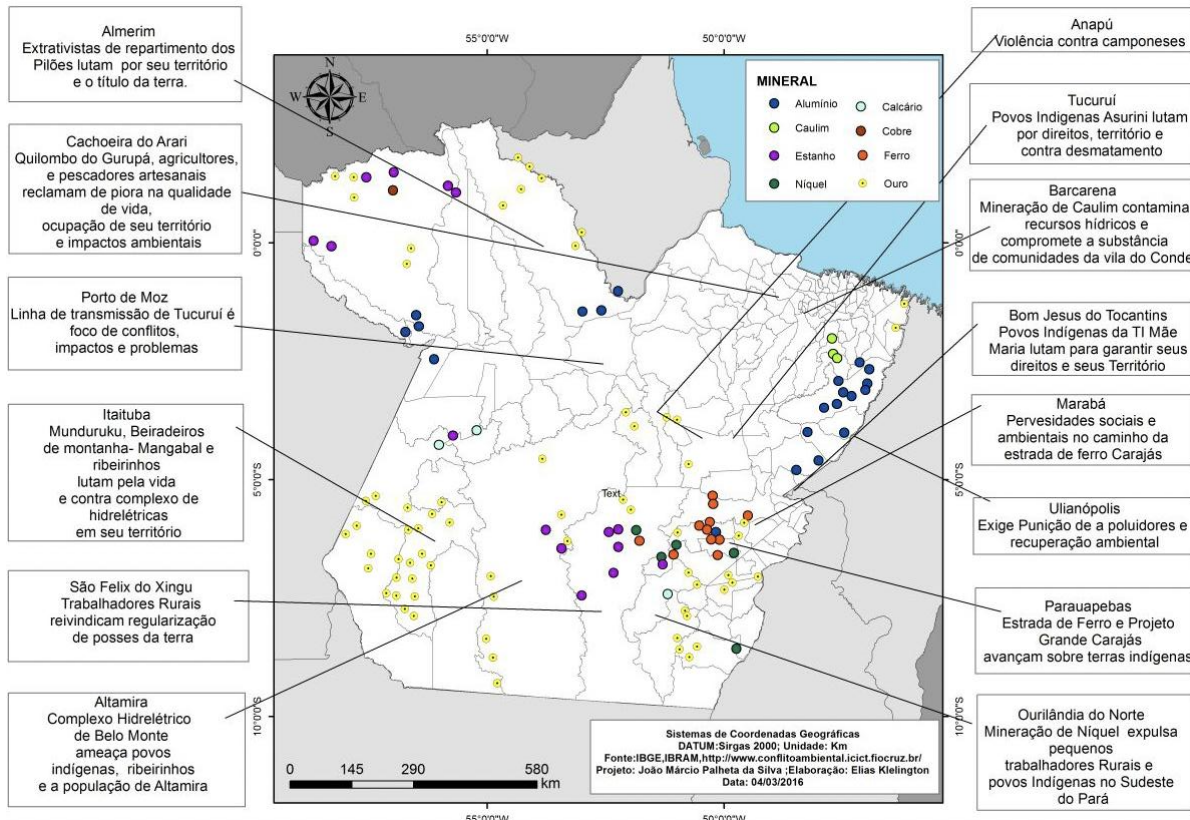 Almerim
Extrativistas de repartimento dos
Pilões lutam por seu território
e o título da terra.
Cachoeira do Arari
Quilombo do Gurupá, agricultores,
e pescadores artesanais
reclamam de piora na qualidade
de vida,
ocupação de seu território
e impactos ambientais
Porto de Moz
Linha de transmissão de Tucuruí é
foco de conflitos,
impactos e problemas
Itaituba
Munduruku, Beiradeiros
de montanha- Mangabal e
ribeirinhos
lutam pela vida
e contra complexo de
hidrelétricas
em seu território
São Felix do Xingu
Trabalhadores Rurais
reivindicam regularização
de posses da terra
Altamira
Complexo Hidrelétrico
de Belo Monte
ameaça povos
indígenas, ribeirinhos
e a população de Altamira
55°0'0"W
50°0'0"W
N
W E
S
MINERAL
Alumínio
Calcário
Caulim
Cobre
Estanho
Ferro
Níquel
Ouro
0°0'0"
0°0'0"
5°0'0"S
5°0'0"S
10°0'0"S
10°0'0"S
Text
0 145 290 580
km
Sistemas de Coordenadas Geográficas
DATUM:Sirgas 2000; Unidade: Km
Fonte:IBGE,IBRAM,http://www.conflitoambiental.icict.fiocruz.br/
Projeto: João Márcio Palheta da Silva ;Elaboração: Elias Klelington
Data: 04/03/2016
55°0'0"W
50°0'0"W
Anapú
Violência contra camponeses
Tucuruí
Povos Indigenas Asurini lutam
por direitos, território e
contra desmatamento
Barcarena
Mineração de Caulim contamina
recursos hídricos e
compromete a substância
de comunidades da vila do Conde
Bom Jesus do Tocantins
Povos Indígenas da TI Mãe
Maria lutam para garantir seus
direitos e seus Território
Marabá
Pervesidades sociais e
ambientais no caminho da
estrada de ferro Carajás
Ulianópolis
Exige Punição de a poluidores e
recuperação ambiental
Parauapebas
Estrada de Ferro e Projeto
Grande Carajás
avançam sobre terras indígenas
Ourilândia do Norte
Mineração de Níquel expulsa
pequenos
trabalhadores Rurais e
povos Indígenas no Sudeste
do Pará